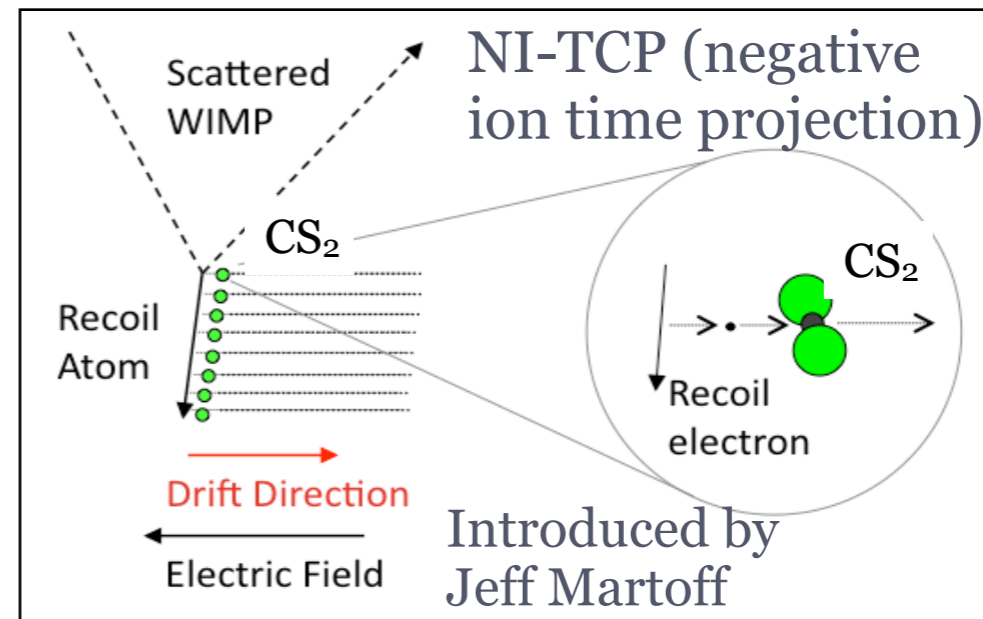 NI-TCP (negative
ion time projection)
Scattered
WIMP
CS₂
CS₂
Recoil
Atom
Recoil
electron
Drift Direction
Electric Field
Introduced by
Jeff Martoff